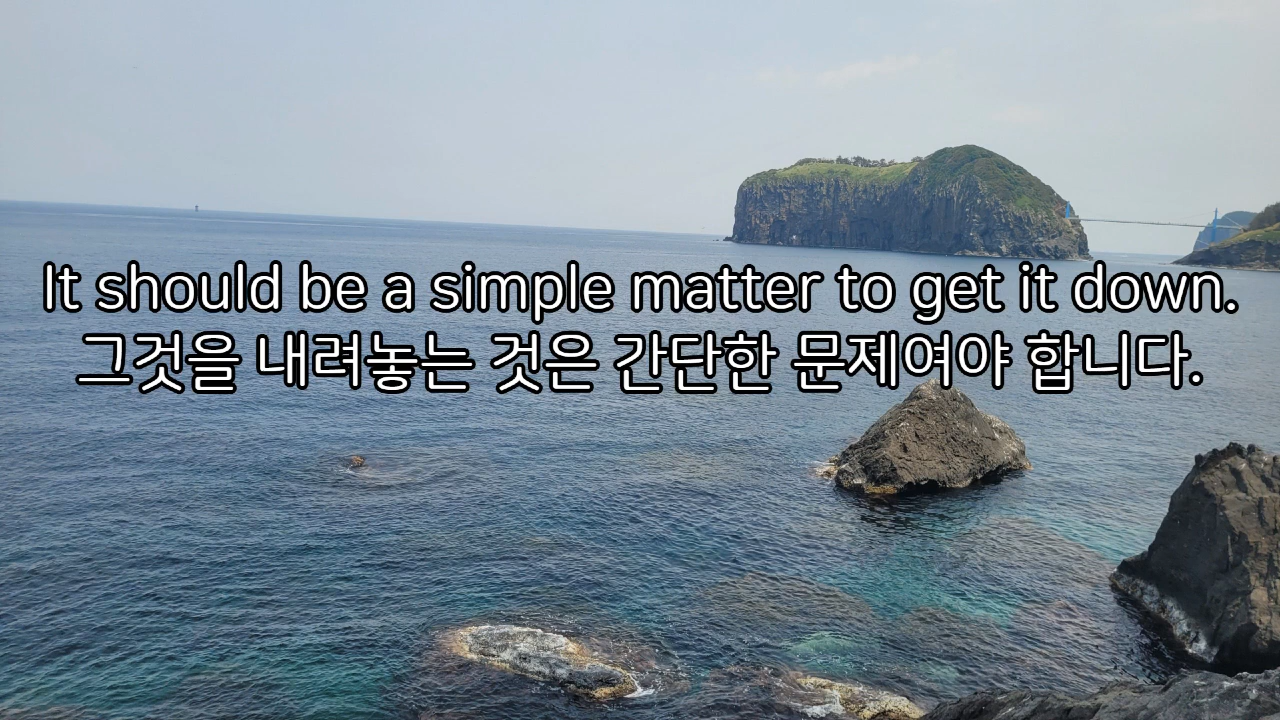 It should be a simple matter to get it down.
그것을 내려놓는 것은 간단한 문제여야 합니다.